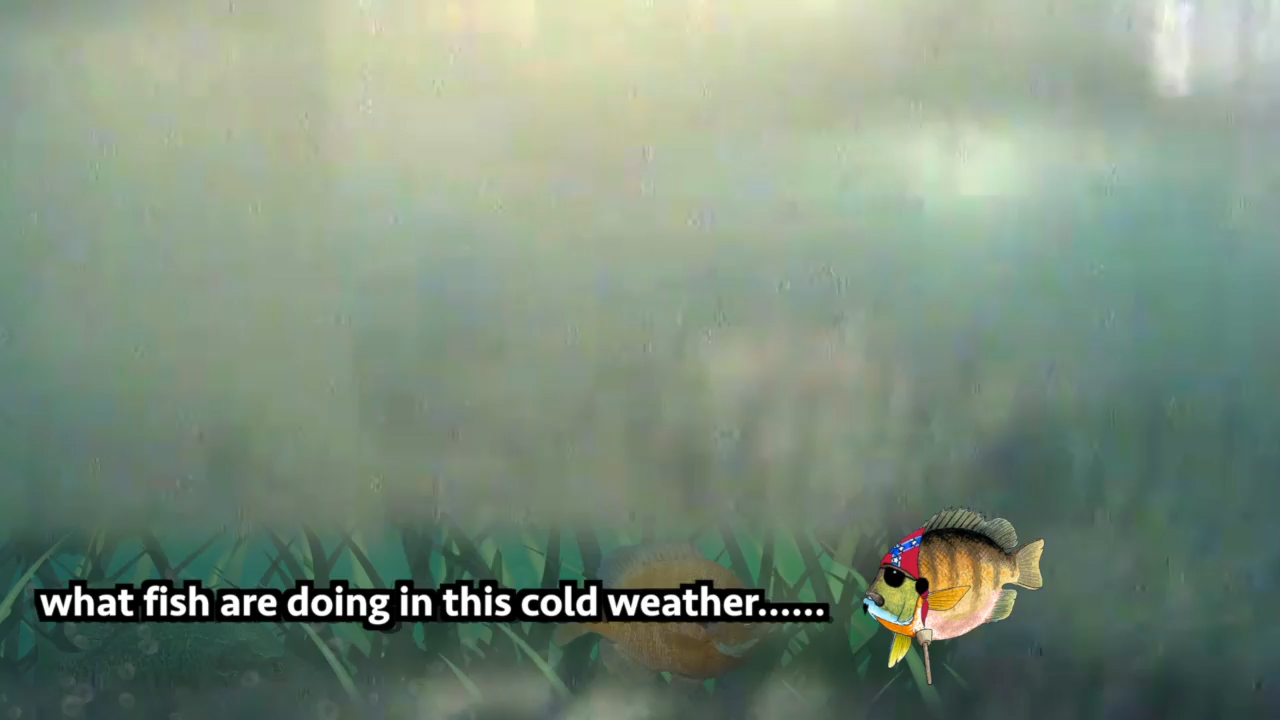 what fish are doing in this cold weather......